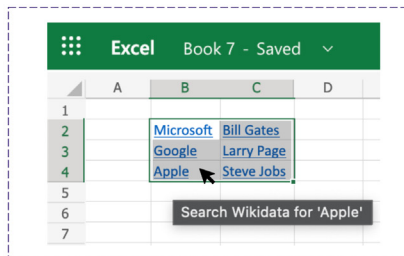 Excel Book 7 - Saved
A B C D
1
2 Microsoft Bill Gates
3 Google Larry Page
4 Apple Steve Jobs
5
6 Search Wikidata for 'Apple'
7